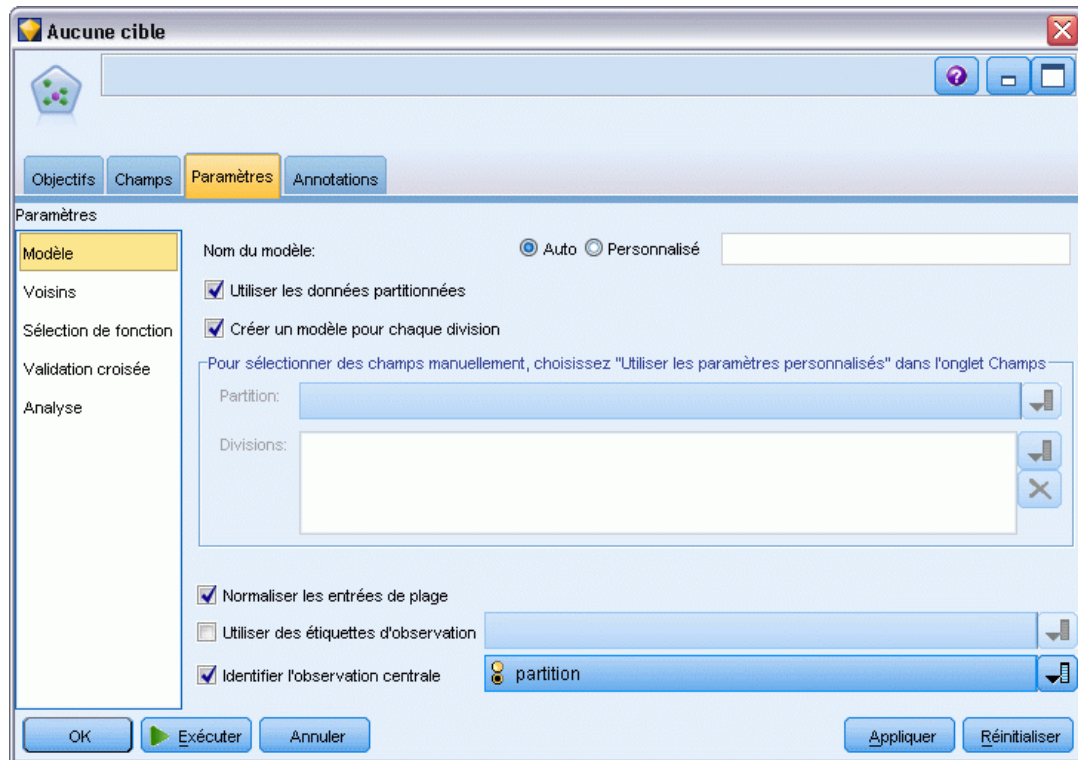 Aucune cible
?
Objectifs
Champs
Paramètres
Annotations
Paramètres
Modèle
Voisins
Sélection de fonction
Validation croisée
Analyse
Nom du modèle:
Auto
Personnalisé
Utiliser les données partitionnées
Créer un modèle pour chaque division
Pour sélectionner des champs manuellement, choisissez "Utiliser les paramètres personnalisés" dans l'onglet Champs
Partition:
Divisions:
Normaliser les entrées de plage
Utiliser des étiquettes d'observation
Identifier l'observation centrale
partition
OK
Exécuter
Annuler
Appliquer
Réinitialiser